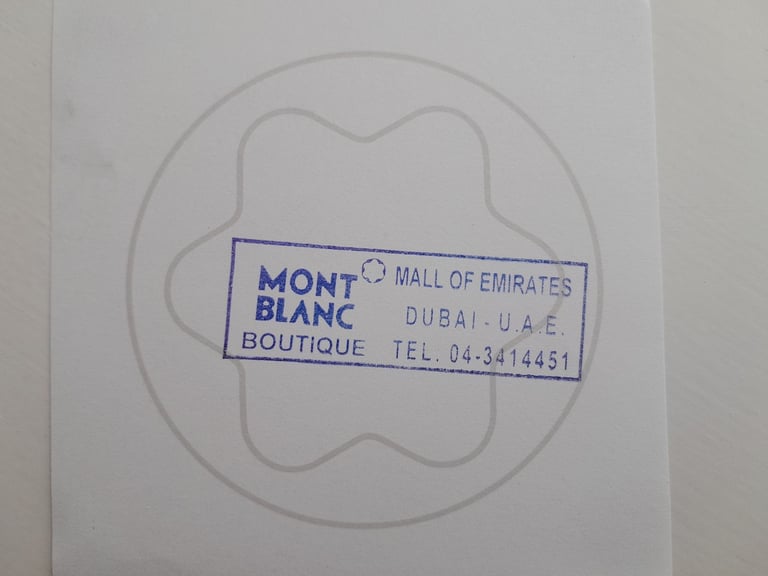 MONT BLANC
BOUTIQUE
MALL OF EMIRATES
DUBAI - U.A.E.
TEL. 04-3414451